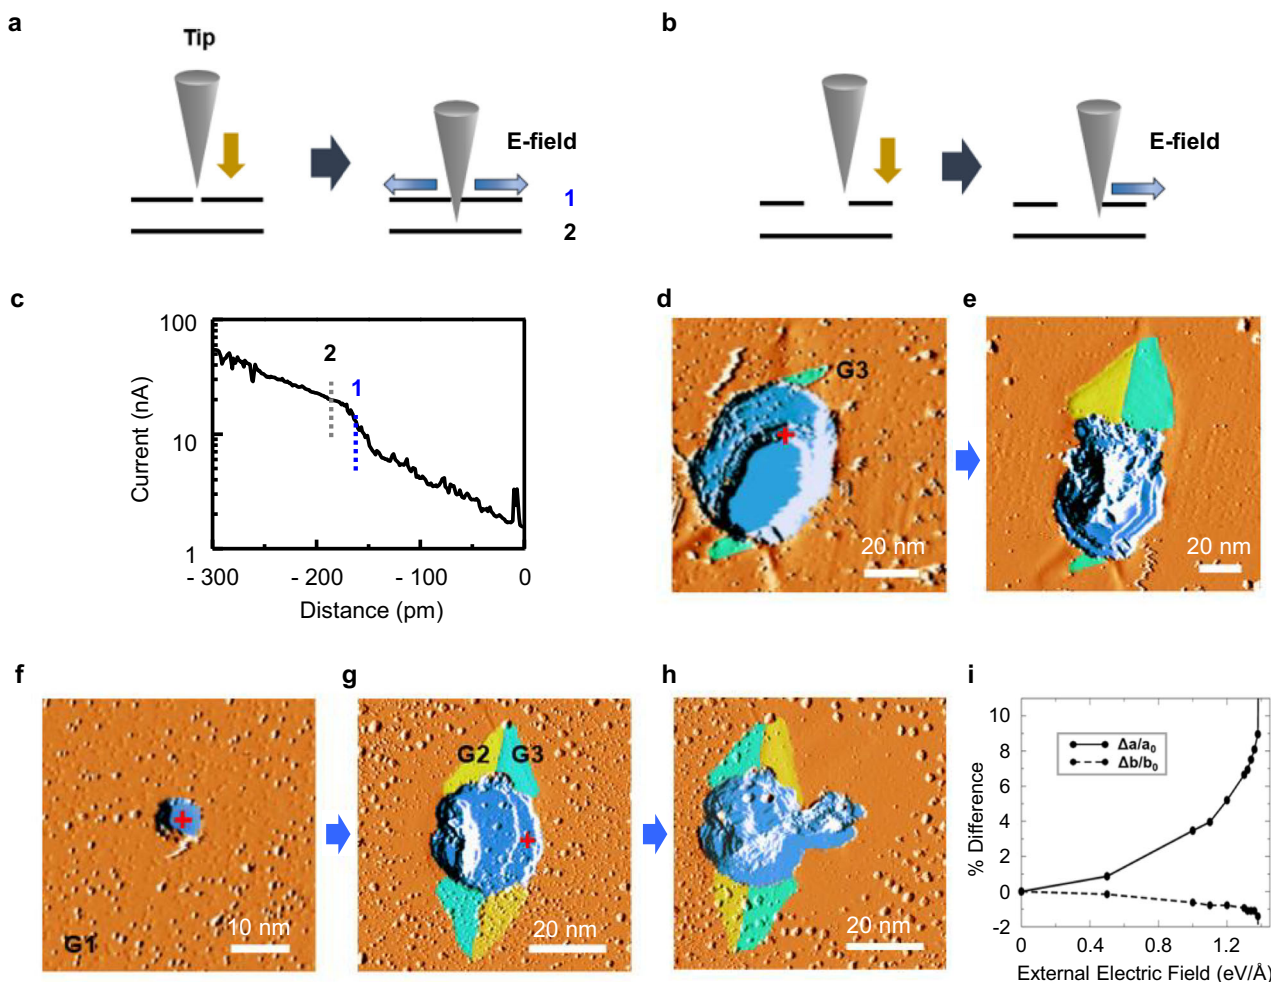 a
b
Tip
E-field
1
2
E-field
c
d
e
100
10
1
Current (nA)
2
1
- 300
- 200
- 100
0
Distance (pm)
G3
20 nm
20 nm
f
g
h
i
G1
10 nm
G2
G3
20 nm
20 nm
10
8
6
4
2
0
-2
% Difference
Δa/a₀
Δb/b₀
0
0.4
0.8
1.2
External Electric Field (eV/Å)